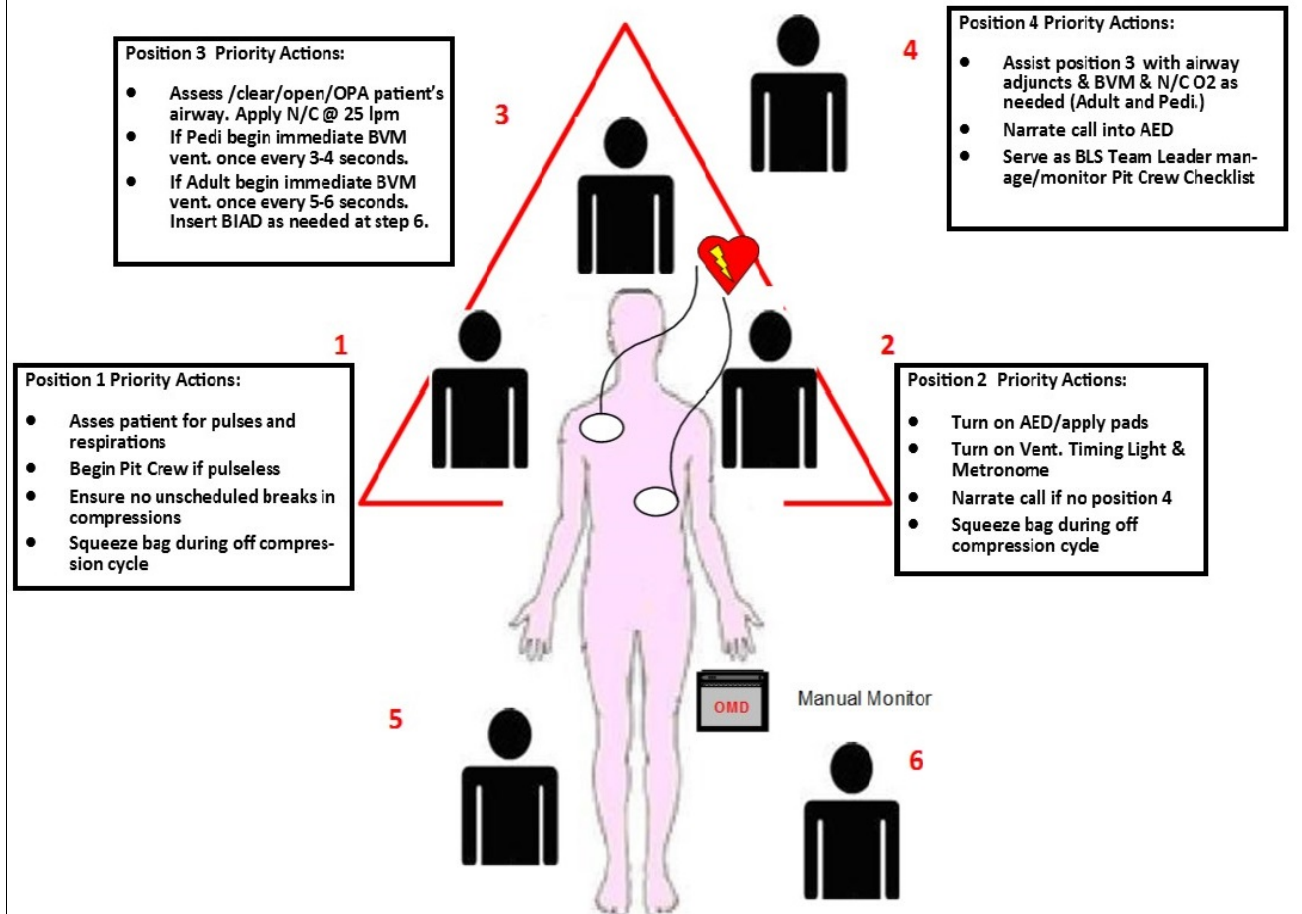 Position 3 Priority Actions:
● Assess /clear/open/OPA patient's
airway. Apply N/C @ 25 lpm
● If Pedi begin immediate BVM
vent. once every 3-4 seconds.
● If Adult begin immediate BVM
vent. once every 5-6 seconds.
Insert BIAD as needed at step 6.
3
4
Position 4 Priority Actions:
● Assist position 3 with airway
adjuncts & BVM & N/C O2 as
needed (Adult and Pedi.)
● Narrate call into AED
● Serve as BLS Team Leader man-
age/monitor Pit Crew Checklist
1
Position 1 Priority Actions:
● Asses patient for pulses and
respirations
● Begin Pit Crew if pulseless
● Ensure no unscheduled breaks in
compressions
● Squeeze bag during off compres-
sion cycle
2
Position 2 Priority Actions:
● Turn on AED/apply pads
● Turn on Vent. Timing Light &
Metronome
● Narrate call if no position 4
● Squeeze bag during off
compression cycle
5
OMD
Manual Monitor
6